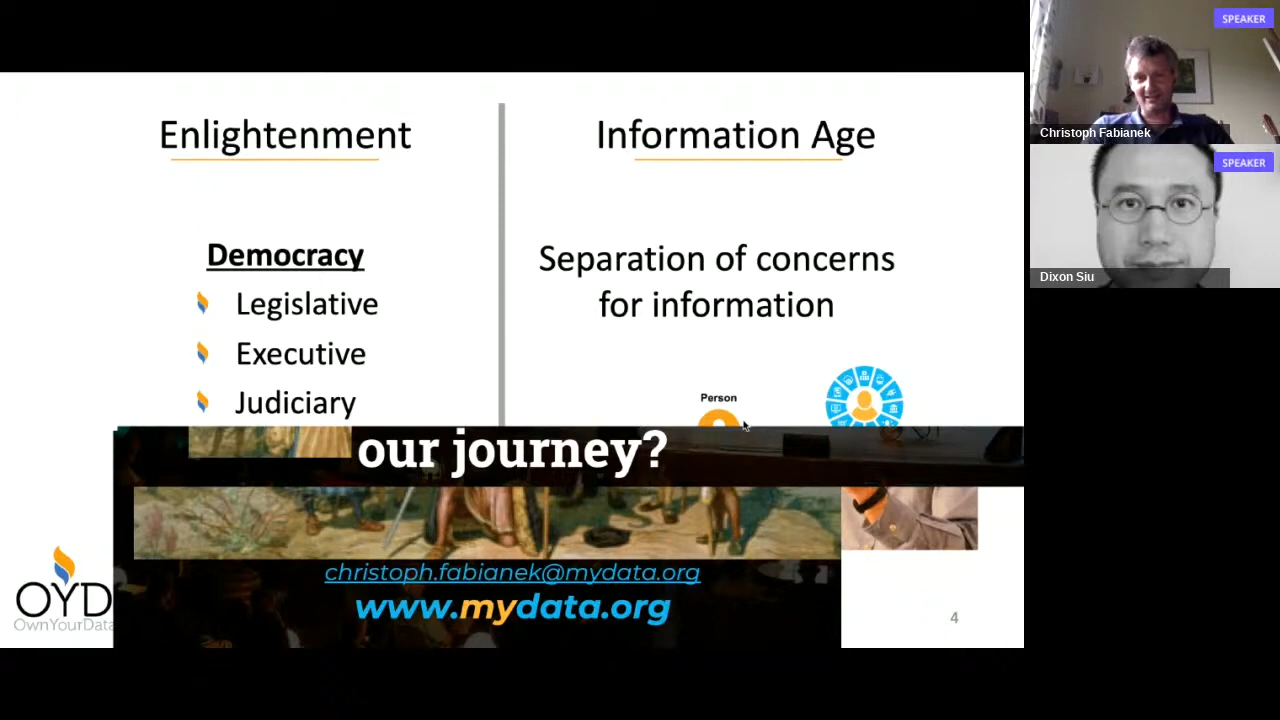 Enlightenment
Information Age
Democracy
Legislative
Executive
Judiciary
Separation of concerns
for information
Person
our journey?
christoph.fabianek@mydata.org
www.mydata.org
OYD
OwnYourData
4
SPEAKER
Christoph Fabianek
SPEAKER
Dixon Siu